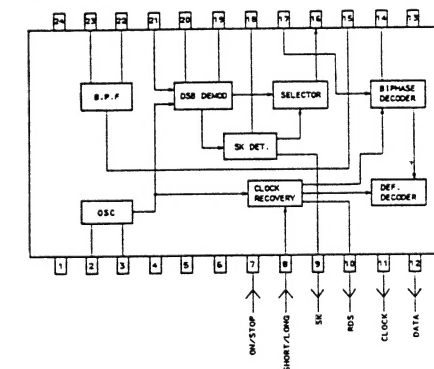 24 23 22 21 20 19 18 17 16 15 14 13
B.P.F
DSB DEMOD
SELECTOR
BIPHASE
DECODER
SK DET.
CLOCK
RECOVERY
DEF.
DECODER
OSC
1 2 3 4 5 6 7 8 9 10 11 12
ON/STOP
SHORT/LONG
SK
RDS
CLOCK
DATA